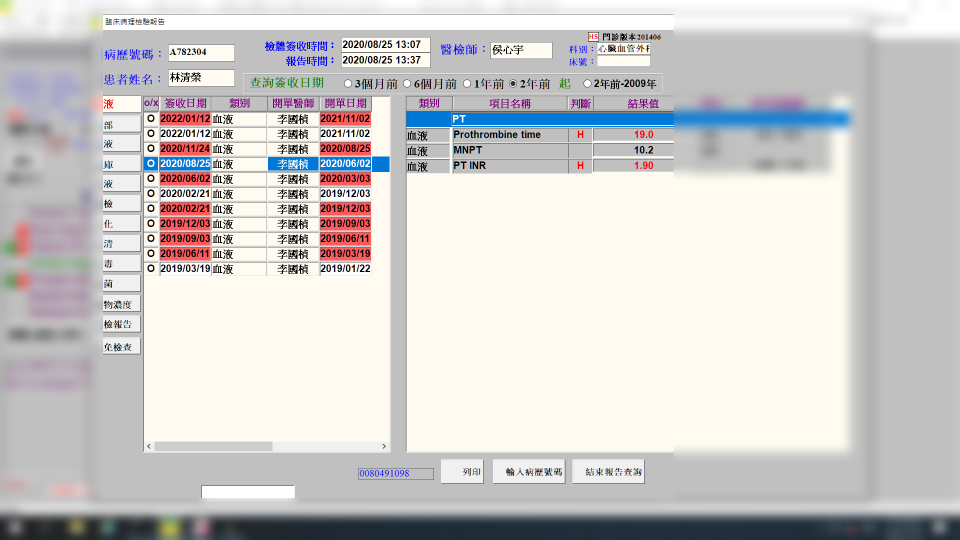 臨床病理檢驗報告
HS 門診版本201406
病歷號碼： A782304 檢體簽收時間： 2020/08/25 13:07 醫檢師： 侯心宇 科別： 心臟血管外科
報告時間： 2020/08/25 13:37 床號：
患者姓名： 林清榮 查詢簽收日期 3個月前 6個月前 1年前 2年前 起 2年前-2009年
液 o/x 簽收日期 類別 開單醫師 開單日期
部 O 2022/01/12 血液 李國楨 2021/11/02
O 2022/01/12 血液 李國楨 2021/11/02
液 O 2020/11/24 血液 李國楨 2020/08/25
庫 O 2020/08/25 血液 李國楨 2020/06/02
液 O 2020/06/02 血液 李國楨 2020/03/03
O 2020/02/21 血液 李國楨 2019/12/03
檢 O 2020/02/21 血液 李國楨 2019/12/03
化 O 2019/12/03 血液 李國楨 2019/09/03
清 O 2019/09/03 血液 李國楨 2019/06/11
毒 O 2019/06/11 血液 李國楨 2019/03/19
O 2019/03/19 血液 李國楨 2019/01/22
菌
物濃度
檢報告
免檢查
類別 項目名稱 判斷 結果值
PT
血液 Prothrombine time H 19.0
血液 MNPT 10.2
血液 PT INR H 1.90
0080491098 列印 輸入病歷號碼 結束報告查詢